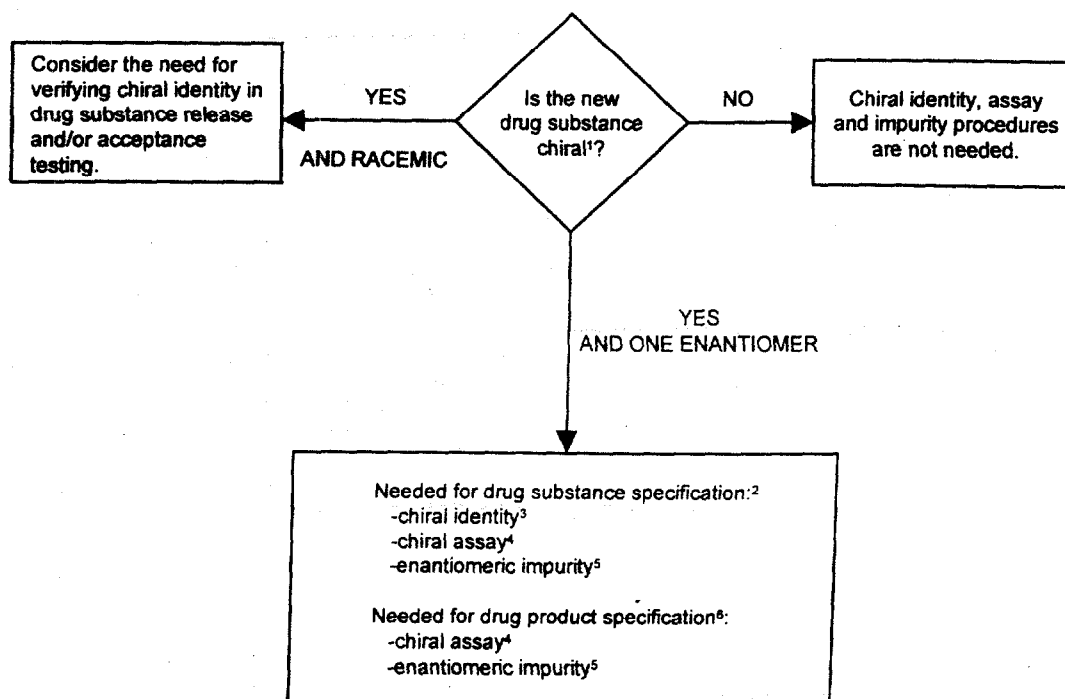 Consider the need for
verifying chiral identity in
drug substance release
and/or acceptance
testing.
YES
AND RACEMIC
Is the new
drug substance
chiral¹?
NO
Chiral identity, assay
and impurity procedures
are not needed.
YES
AND ONE ENANTIOMER
Needed for drug substance specification:²
-chiral identity³
-chiral assay⁴
-enantiomeric impurity⁵
Needed for drug product specification⁶:
-chiral assay⁴
-enantiomeric impurity⁵